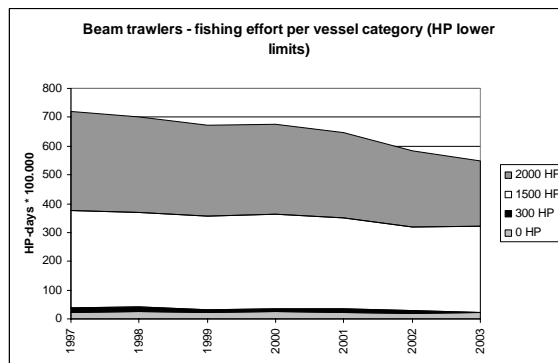 Beam trawlers - fishing effort per vessel category (HP lower
limits)
800
700
600
500
400
300
200
100
0
HP-days * 100.000
1997
1998
1999
2000
2001
2002
2003
2000 HP
1500 HP
300 HP
0 HP